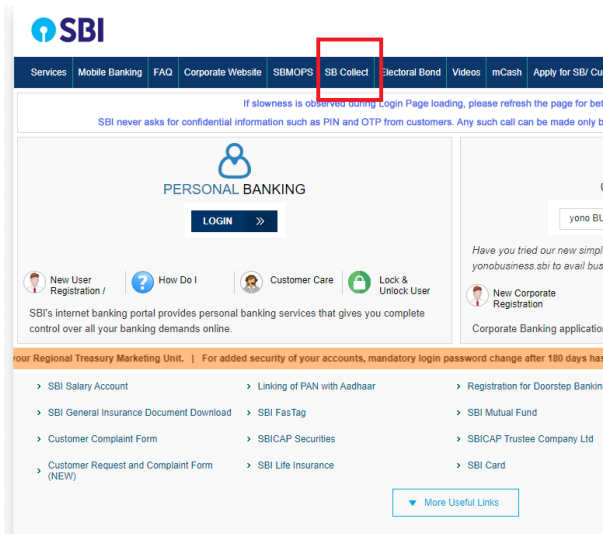 SBI
Services Mobile Banking FAQ Corporate Website SBMOPS SB Collect Electoral Bond Videos mCash Apply for SB/ Cu
If slowness is observed during Login Page loading, please refresh the page for bet
SBI never asks for confidential information such as PIN and OTP from customers. Any such call can be made only b
PERSONAL BANKING
LOGIN »
yono BU
Have you tried our new simpl
yonobusiness.sbi to avail bus
New User
Registration /
How Do I
Customer Care
Lock &
Unlock User
New Corporate
Registration
SBI's internet banking portal provides personal banking services that gives you complete
control over all your banking demands online.
Corporate Banking application
your Regional Treasury Marketing Unit. | For added security of your accounts, mandatory login password change after 180 days has
SBI Salary Account
Linking of PAN with Aadhaar
Registration for Doorstep Banking
SBI General Insurance Document Download
SBI FasTag
SBI Mutual Fund
Customer Complaint Form
SBICAP Securities
SBICAP Trustee Company Ltd
Customer Request and Complaint Form
(NEW)
SBI Life Insurance
SBI Card
More Useful Links